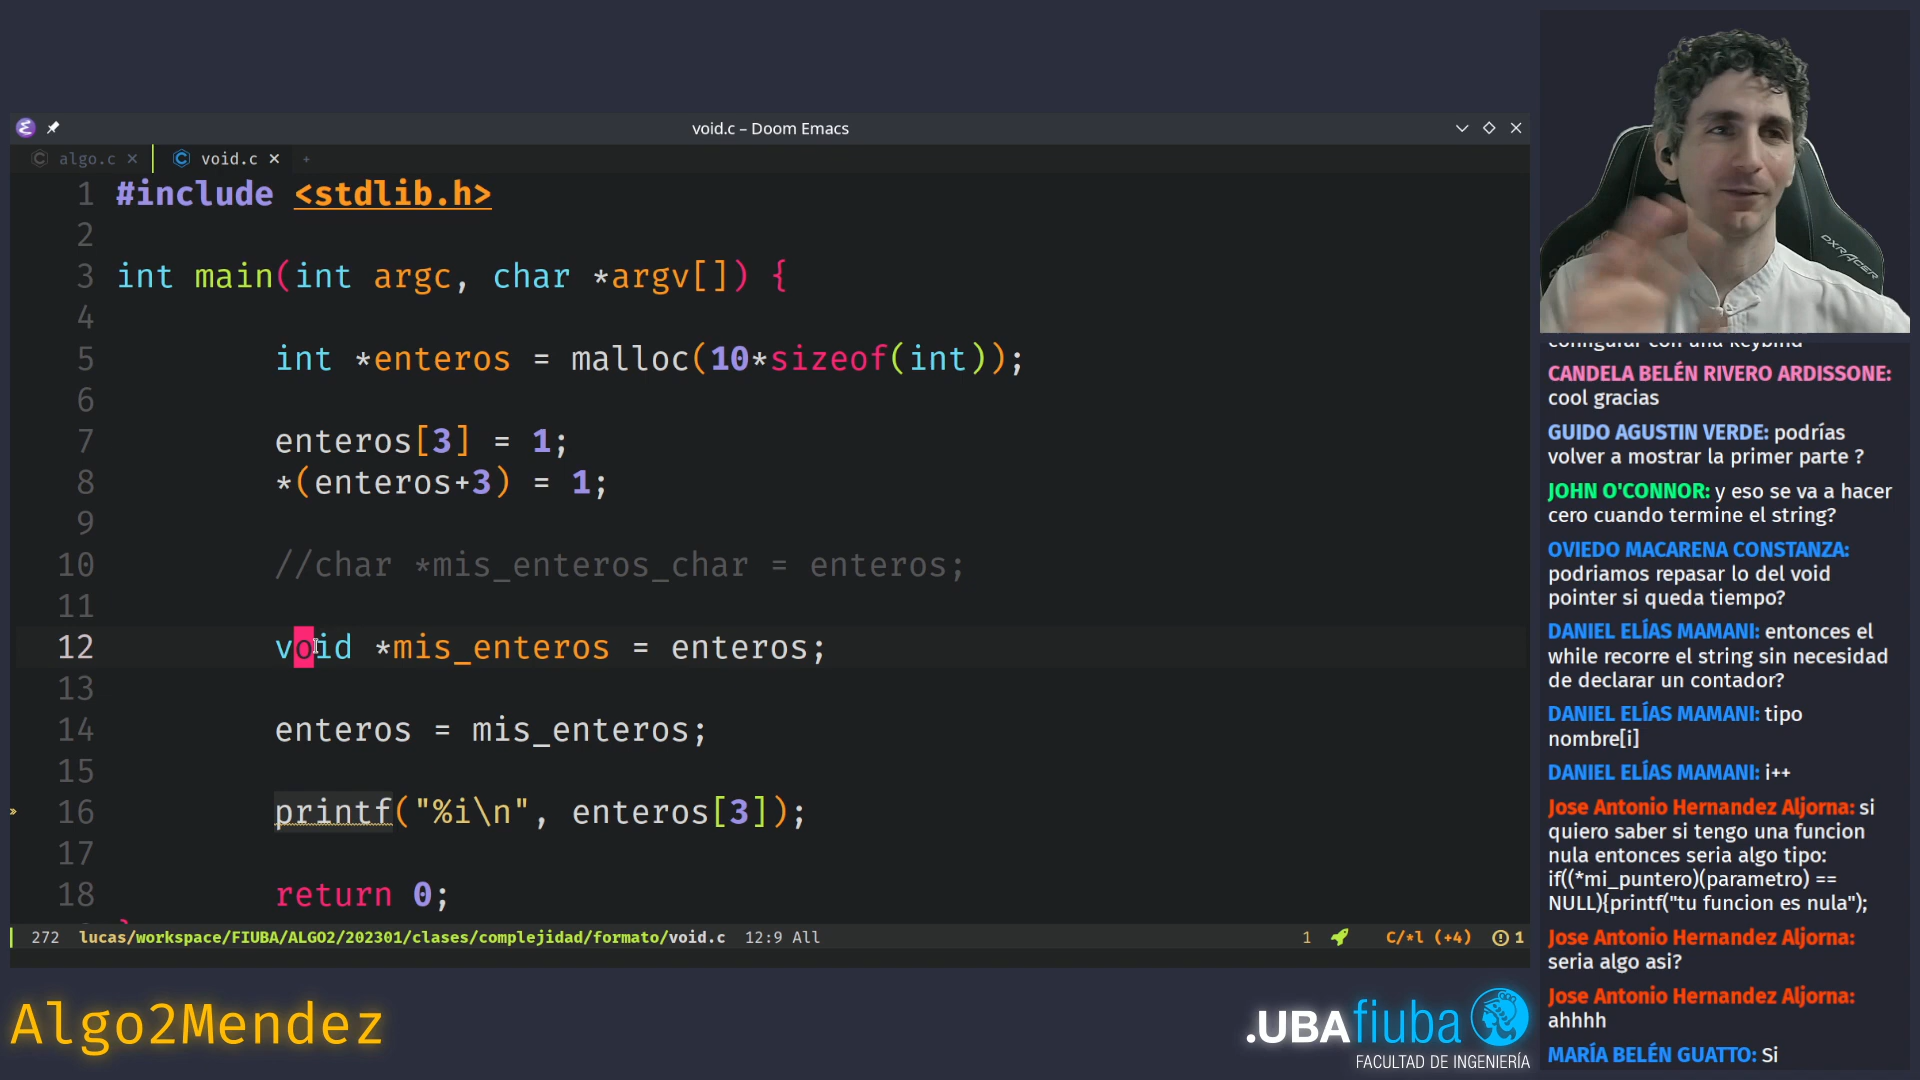 void.c – Doom Emacs
algo.c × void.c × +
1 #include <stdlib.h>
2
3 int main(int argc, char *argv[]) {
4
5 int *enteros = malloc(10*sizeof(int));
6
7 enteros[3] = 1;
8 *(enteros+3) = 1;
9
10 //char *mis_enteros_char = enteros;
11
12 void *mis_enteros = enteros;
13
14 enteros = mis_enteros;
15
16 printf("%i\n", enteros[3]);
17
18 return 0;
272 lucas/workspace/FIUBA/ALGO2/202301/clases/complejidad/formato/void.c 12:9 All 1 C/*l (+4) 1
Algo2Mendez
.UBAfiuba
FACULTAD DE INGENIERÍA
DXRACER
configurar con una keybind
CANDELA BELÉN RIVERO ARDISSONE:
cool gracias
GUIDO AGUSTIN VERDE: podrías
volver a mostrar la primer parte ?
JOHN O'CONNOR: y eso se va a hacer
cero cuando termine el string?
OVIEDO MACARENA CONSTANZA:
podriamos repasar lo del void
pointer si queda tiempo?
DANIEL ELÍAS MAMANI: entonces el
while recorre el string sin necesidad
de declarar un contador?
DANIEL ELÍAS MAMANI: tipo
nombre[i]
DANIEL ELÍAS MAMANI: i++
Jose Antonio Hernandez Aljorna: si
quiero saber si tengo una funcion
nula entonces seria algo tipo:
if((*mi_puntero)(parametro) ==
NULL){printf("tu funcion es nula");
Jose Antonio Hernandez Aljorna:
seria algo asi?
Jose Antonio Hernandez Aljorna:
ahhhh
MARÍA BELÉN GUATTO: Si